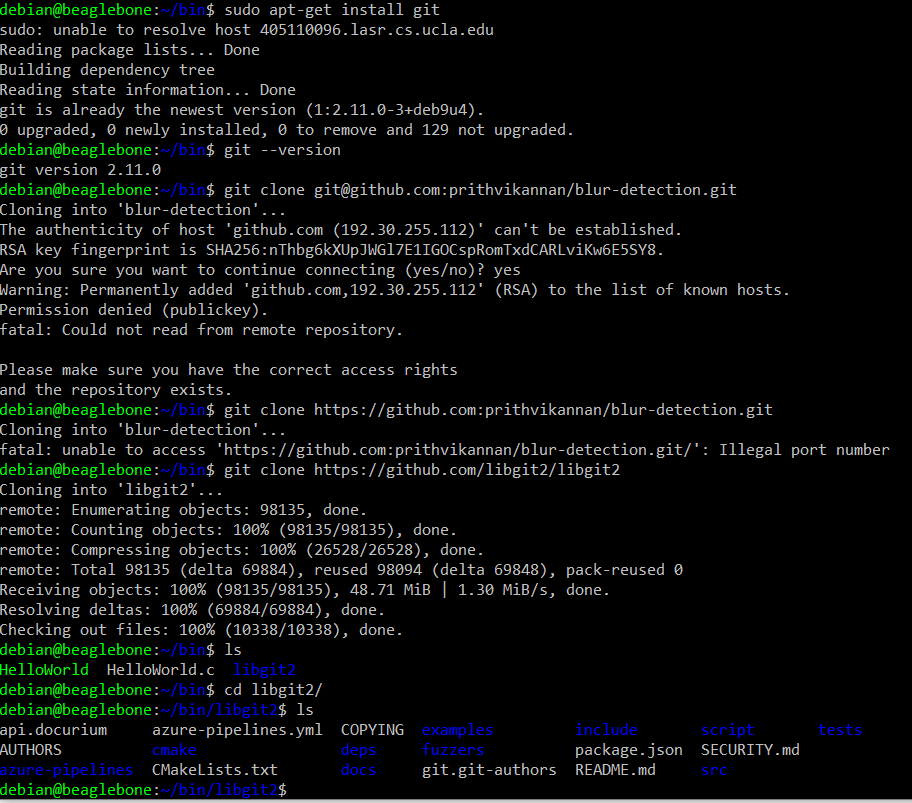 debian@beaglebone:~/bin$ sudo apt-get install git
sudo: unable to resolve host 405110096.lasr.cs.ucla.edu
Reading package lists... Done
Building dependency tree
Reading state information... Done
git is already the newest version (1:2.11.0-3+deb9u4).
0 upgraded, 0 newly installed, 0 to remove and 129 not upgraded.
debian@beaglebone:~/bin$ git --version
git version 2.11.0
debian@beaglebone:~/bin$ git clone git@github.com:prithvikannan/blur-detection.git
Cloning into 'blur-detection'...
The authenticity of host 'github.com (192.30.255.112)' can't be established.
RSA key fingerprint is SHA256:nThbg6kXUpJWGl7E1IGOCspRomTxdCARLviKw6E5SY8.
Are you sure you want to continue connecting (yes/no)? yes
Warning: Permanently added 'github.com,192.30.255.112' (RSA) to the list of known hosts.
Permission denied (publickey).
fatal: Could not read from remote repository.
Please make sure you have the correct access rights
and the repository exists.
debian@beaglebone:~/bin$ git clone https://github.com:prithvikannan/blur-detection.git
Cloning into 'blur-detection'...
fatal: unable to access 'https://github.com:prithvikannan/blur-detection.git/': Illegal port number
debian@beaglebone:~/bin$ git clone https://github.com/libgit2/libgit2
Cloning into 'libgit2'...
remote: Enumerating objects: 98135, done.
remote: Counting objects: 100% (98135/98135), done.
remote: Compressing objects: 100% (26528/26528), done.
remote: Total 98135 (delta 69884), reused 98094 (delta 69848), pack-reused 0
Receiving objects: 100% (98135/98135), 48.71 MiB | 1.30 MiB/s, done.
Resolving deltas: 100% (69884/69884), done.
Checking out files: 100% (10338/10338), done.
debian@beaglebone:~/bin$ ls
HelloWorld  HelloWorld.c  libgit2
debian@beaglebone:~/bin$ cd libgit2/
debian@beaglebone:~/bin/libgit2$ ls
api.docurium     azure-pipelines.yml  COPYING  examples         include       script       tests
AUTHORS          cmake                deps     fuzzers          package.json  SECURITY.md
azure-pipelines  CMakeLists.txt       docs     git.git-authors  README.md     src
debian@beaglebone:~/bin/libgit2$